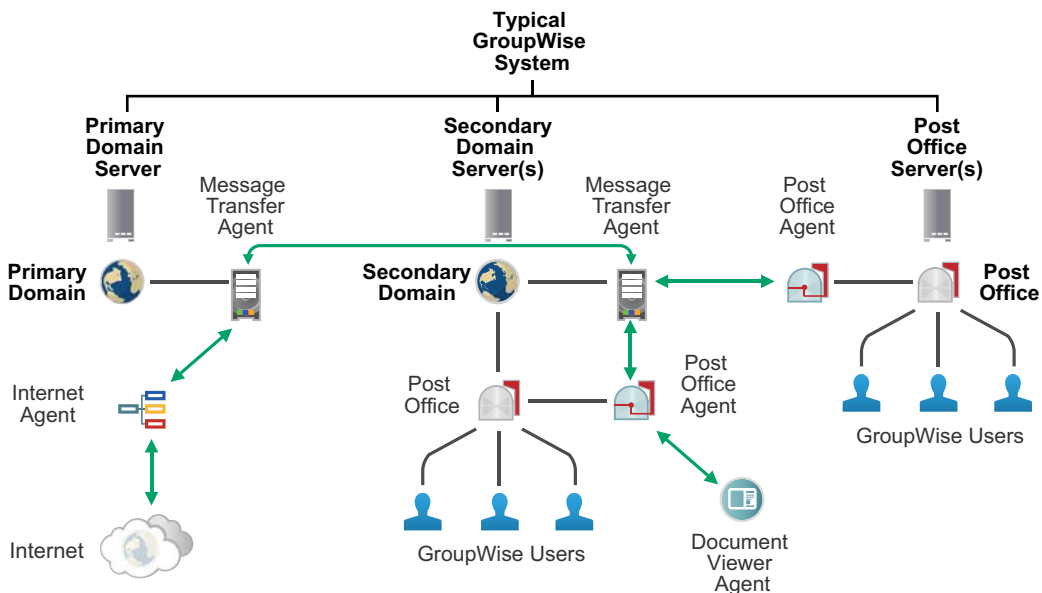 Typical
GroupWise
System
Primary
Domain
Server
Secondary
Domain
Server(s)
Post
Office
Server(s)
Message
Transfer
Agent
Message
Transfer
Agent
Post
Office
Agent
Primary
Domain
Secondary
Domain
Post
Office
Internet
Agent
Post
Office
Post
Office
Agent
GroupWise Users
Internet
GroupWise Users
Document
Viewer
Agent